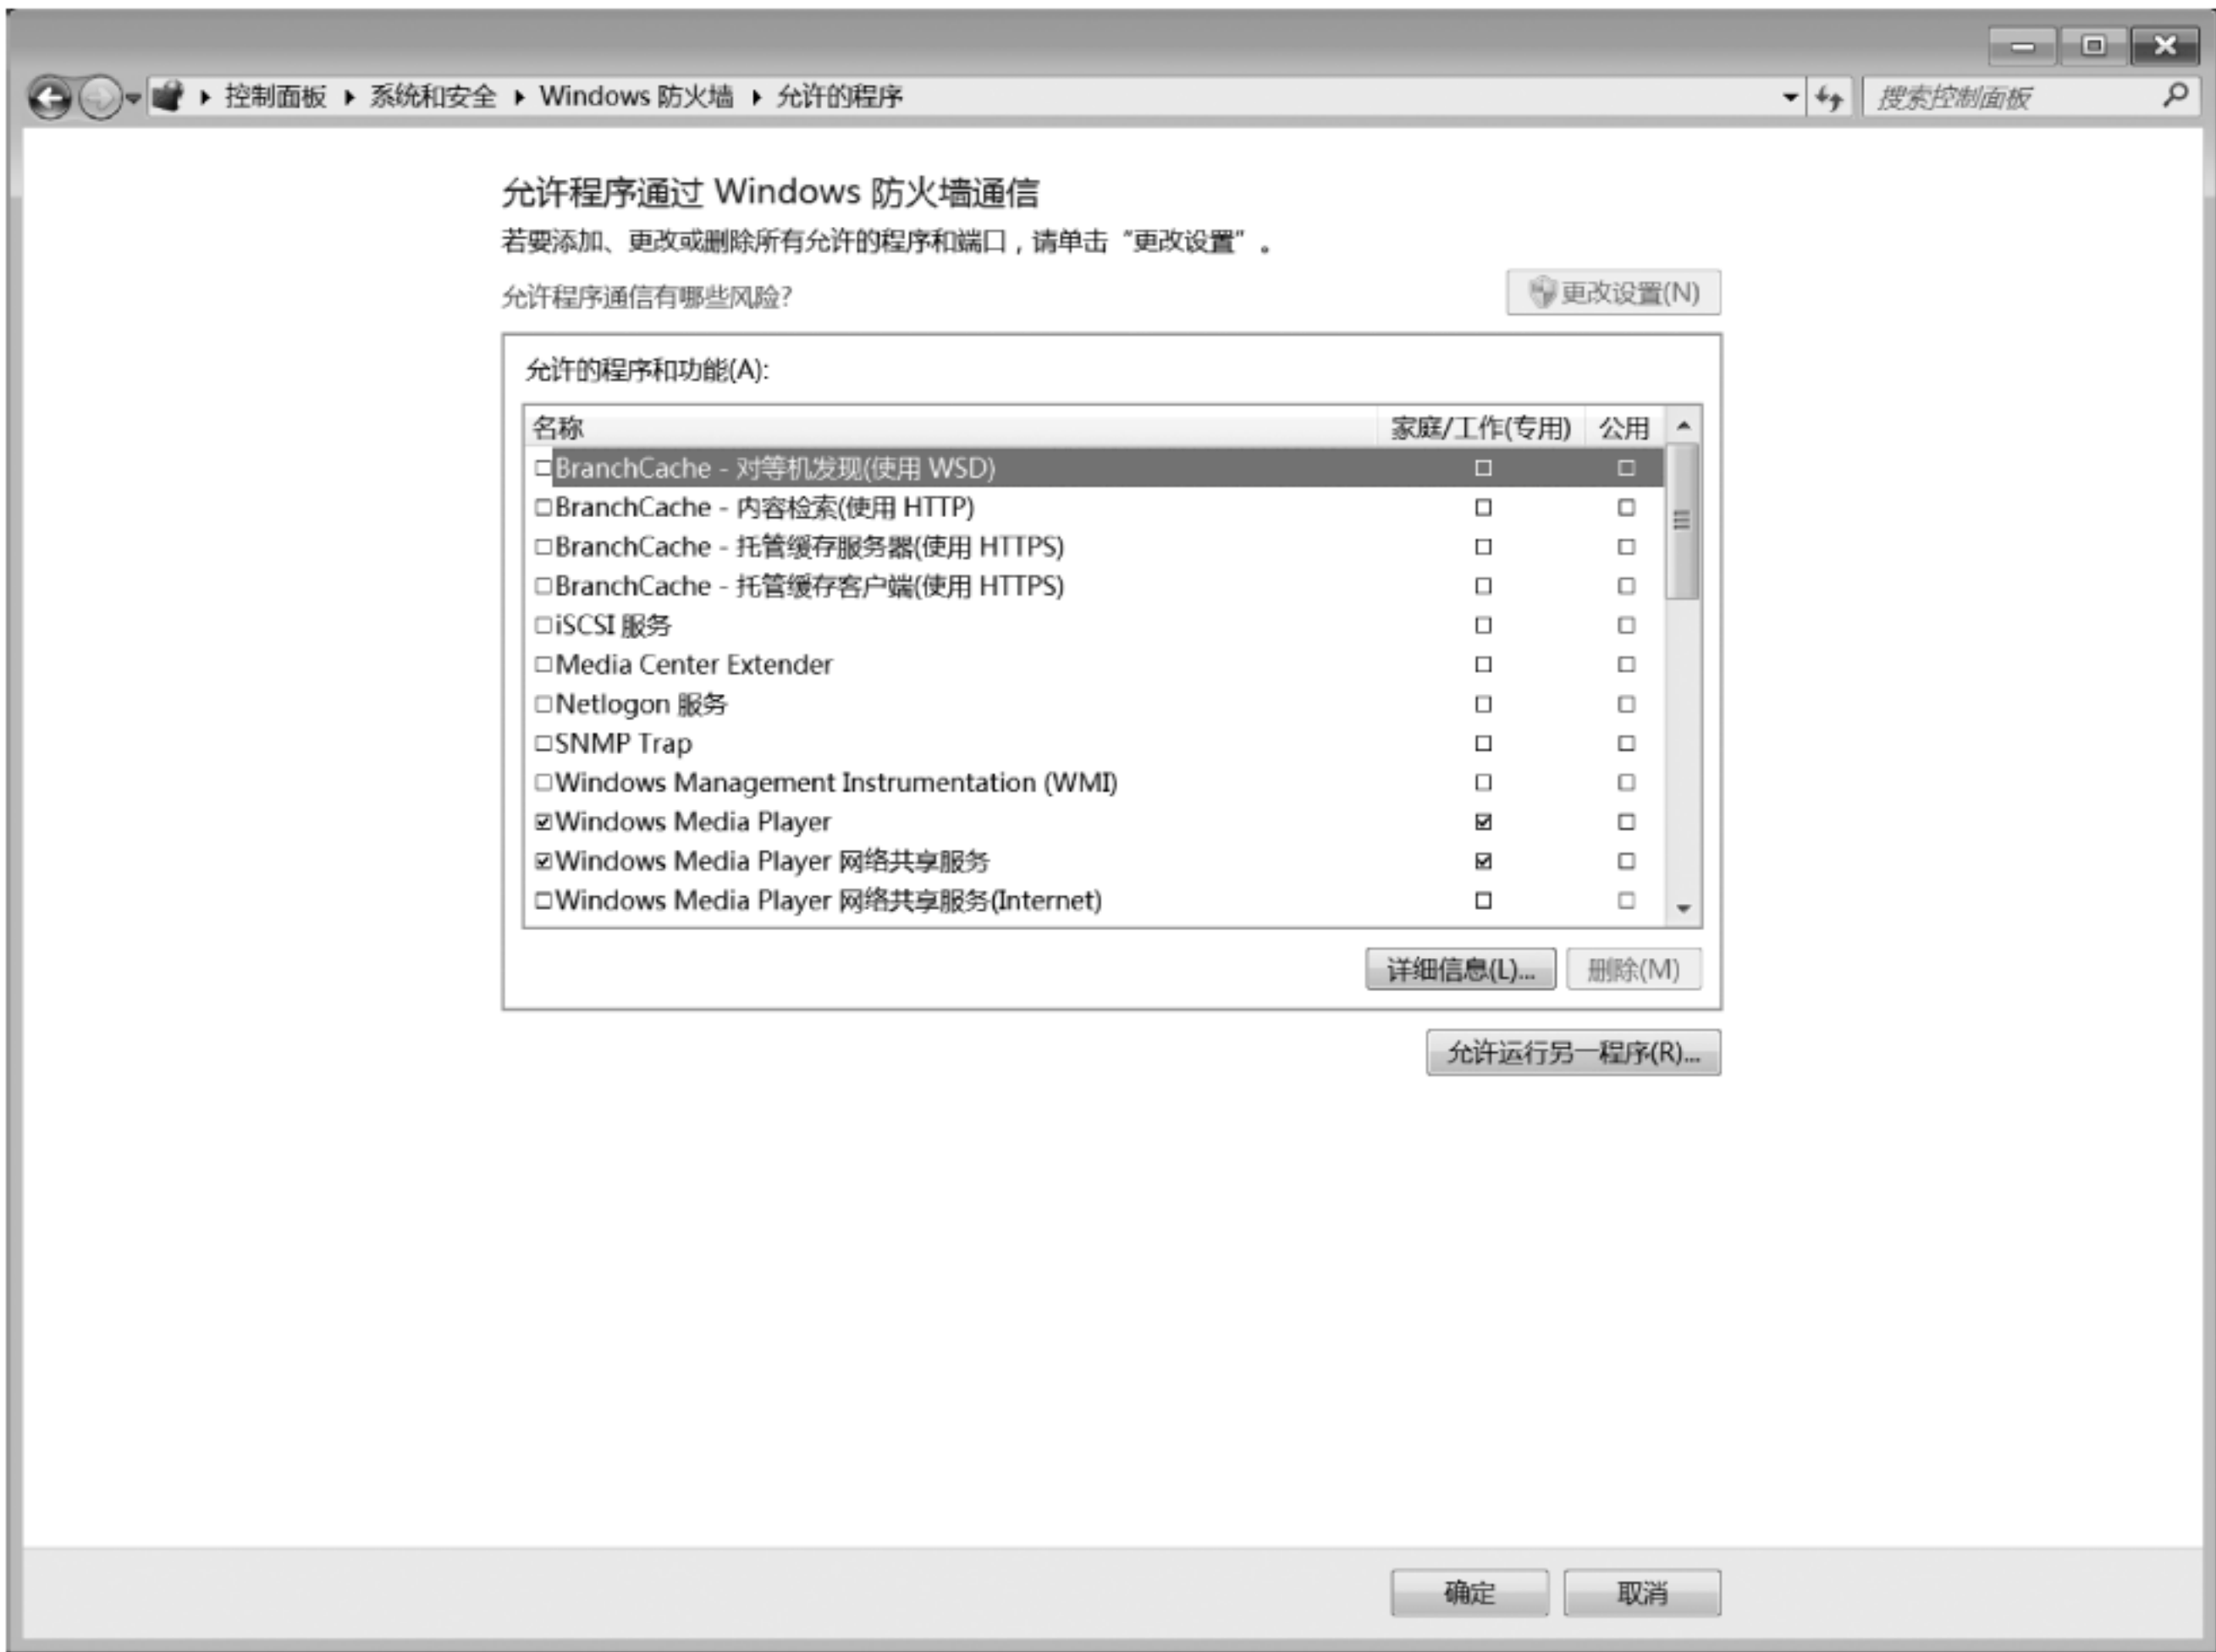 控制面板 系统和安全 Windows 防火墙 允许的程序 搜索控制面板
允许程序通过 Windows 防火墙通信
若要添加、更改或删除所有允许的程序和端口，请单击“更改设置”。
允许程序通信有哪些风险?
更改设置(N)
允许的程序和功能(A):
名称 家庭/工作(专用) 公用
BranchCache - 对等机发现(使用 WSD)
BranchCache - 内容检索(使用 HTTP)
BranchCache - 托管缓存服务器(使用 HTTPS)
BranchCache - 托管缓存客户端(使用 HTTPS)
iSCSI 服务
Media Center Extender
Netlogon 服务
SNMP Trap
Windows Management Instrumentation (WMI)
Windows Media Player
Windows Media Player 网络共享服务
Windows Media Player 网络共享服务(Internet)
详细信息(L)... 删除(M)
允许运行另一程序(R)...
确定 取消